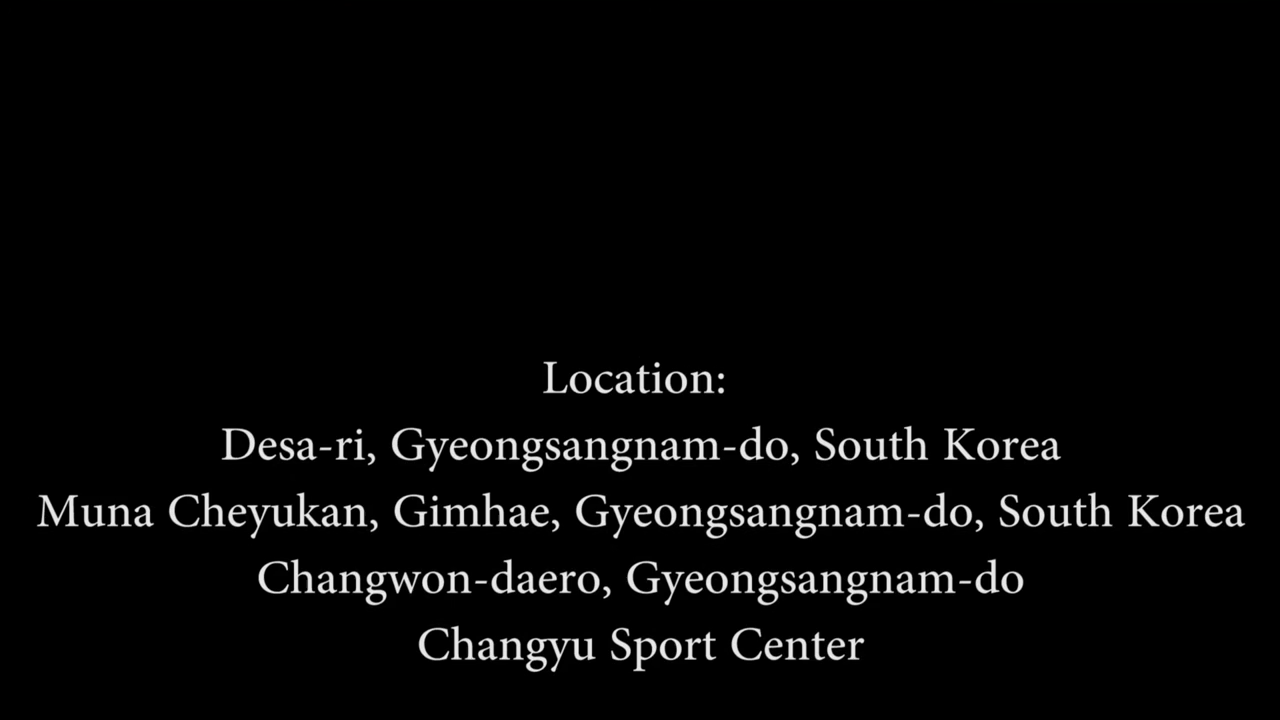 Location:
Desa-ri, Gyeongsangnam-do, South Korea
Muna Cheyukan, Gimhae, Gyeongsangnam-do, South Korea
Changwon-daero, Gyeongsangnam-do
Changyu Sport Center